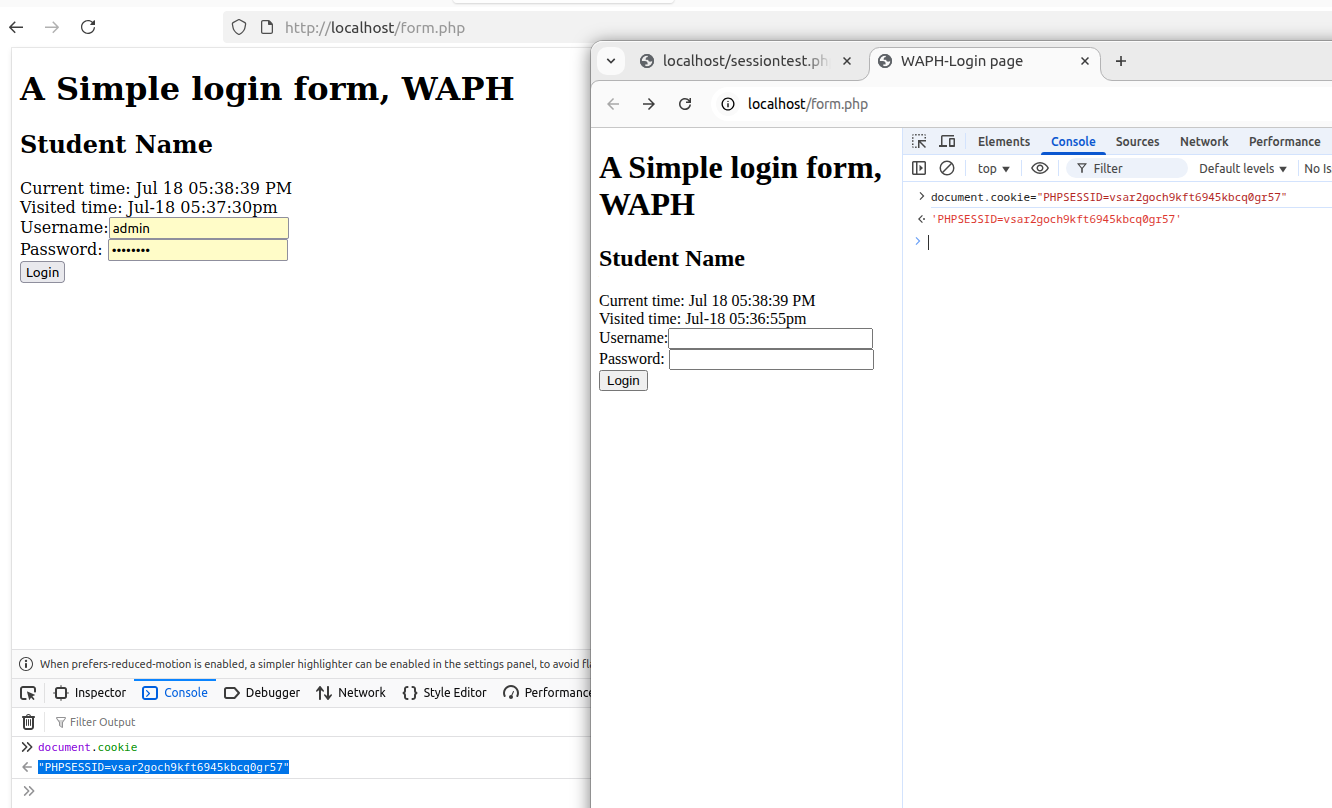 http://localhost/form.php
A Simple login form, WAPH
Student Name
Current time: Jul 18 05:38:39 PM
Visited time: Jul-18 05:37:30pm
Username: admin
Password: ••••••••
Login
When prefers-reduced-motion is enabled, a simpler highlighter can be enabled in the settings panel, to avoid fla
Inspector Console Debugger Network Style Editor Performance
Filter Output
document.cookie
"PHPSESSID=vsar2goch9kft6945kbcq0gr57"
localhost/sessiontest.ph WAPH-Login page
localhost/form.php
A Simple login form,
WAPH
Student Name
Current time: Jul 18 05:38:39 PM
Visited time: Jul-18 05:36:55pm
Username:
Password:
Login
Elements Console Sources Network Performance
top Filter Default levels No Is
document.cookie="PHPSESSID=vsar2goch9kft6945kbcq0gr57"
'PHPSESSID=vsar2goch9kft6945kbcq0gr57'